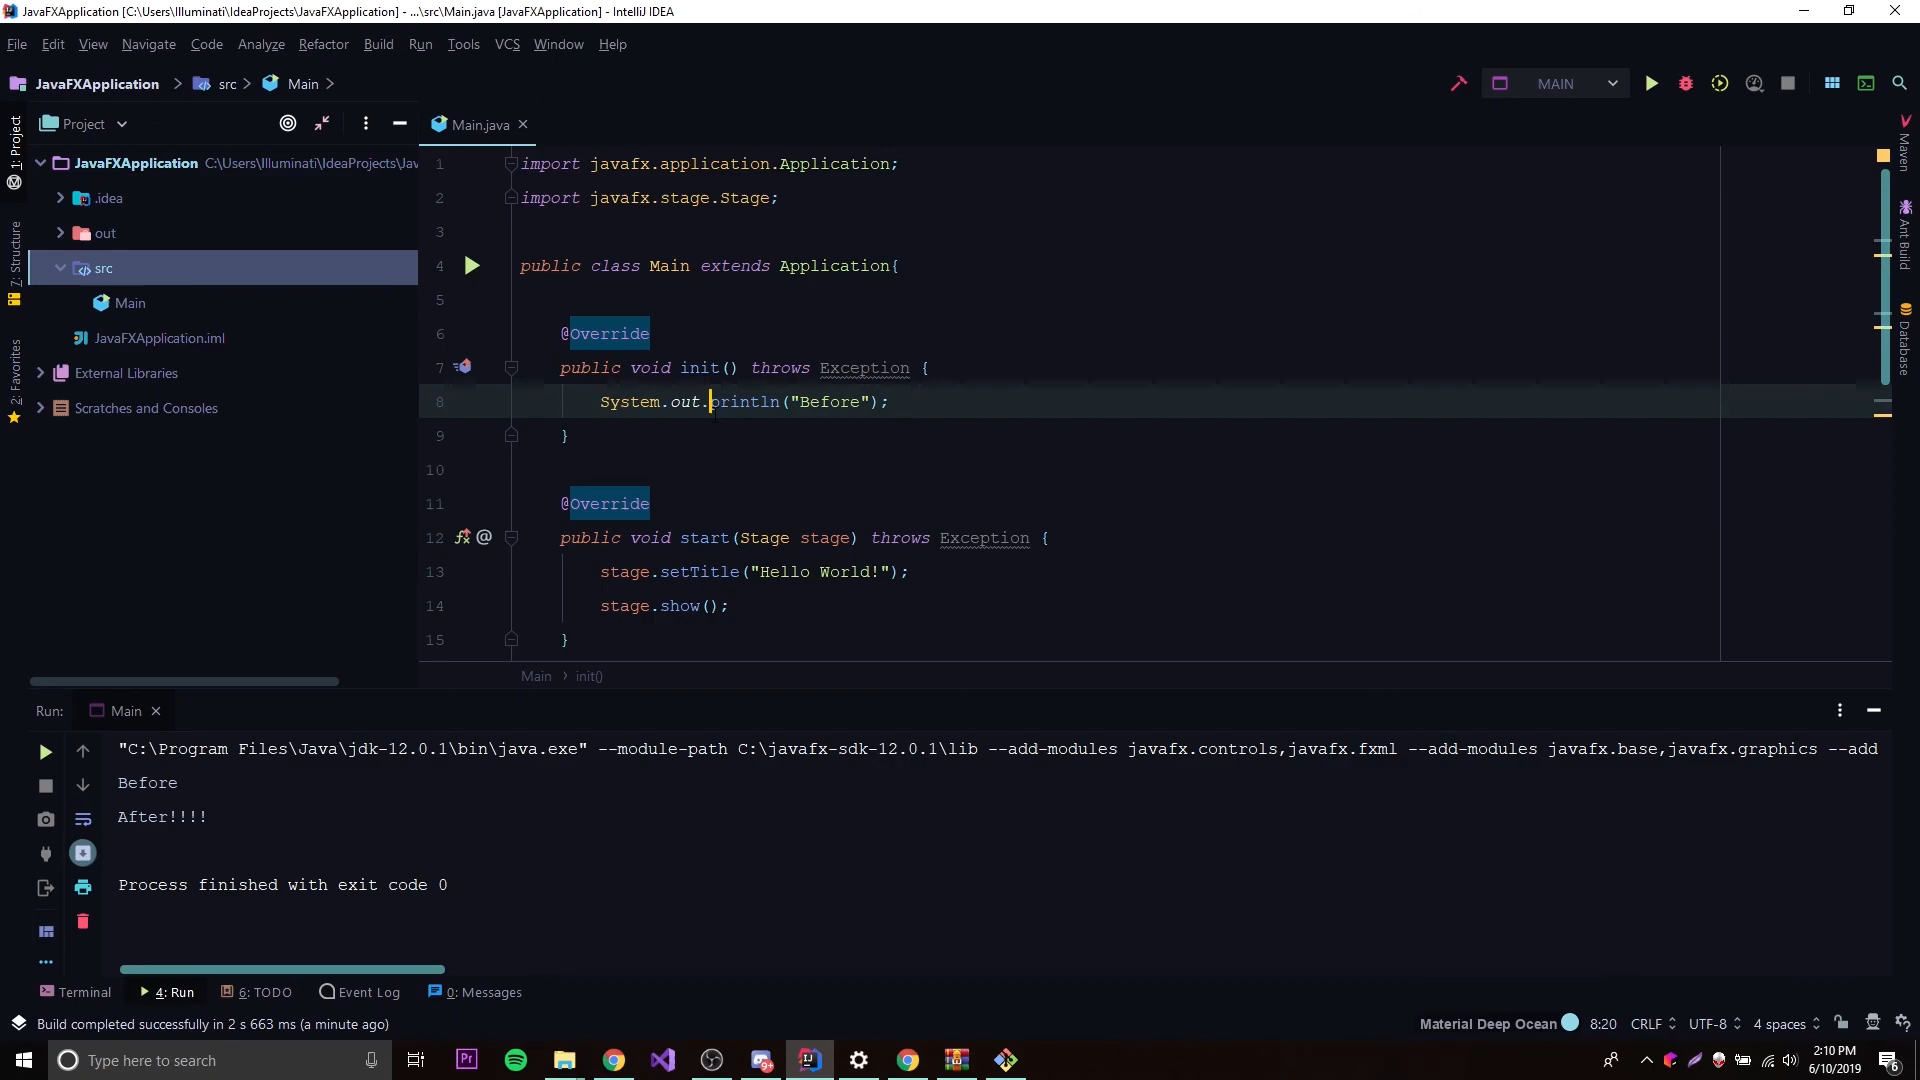 JavaFXApplication [C:\Users\Illuminati\IdeaProjects\JavaFXApplication] - ...\src\Main.java [JavaFXApplication] - IntelliJ IDEA
File Edit View Navigate Code Analyze Refactor Build Run Tools VCS Window Help
JavaFXApplication src Main MAIN
Project
Main.java
JavaFXApplication C:\Users\Illuminati\IdeaProjects\Jav
.idea
out
src
Main
JavaFXApplication.iml
External Libraries
Scratches and Consoles
1: Project
7: Structure
2: Favorites
1 import javafx.application.Application;
2 import javafx.stage.Stage;
3
4 public class Main extends Application{
5
6 @Override
7 public void init() throws Exception {
8 System.out.println("Before");
9 }
10
11 @Override
12 public void start(Stage stage) throws Exception {
13 stage.setTitle("Hello World!");
14 stage.show();
15 }
Main init()
Maven
Ant Build
Database
Run: Main
"C:\Program Files\Java\jdk-12.0.1\bin\java.exe" --module-path C:\javafx-sdk-12.0.1\lib --add-modules javafx.controls,javafx.fxml --add-modules javafx.base,javafx.graphics --add
Before
After!!!!
Process finished with exit code 0
Terminal 4: Run 6: TODO Event Log 0: Messages
Build completed successfully in 2 s 663 ms (a minute ago) Material Deep Ocean 8:20 CRLF UTF-8 4 spaces
Type here to search
2:10 PM
6/10/2019